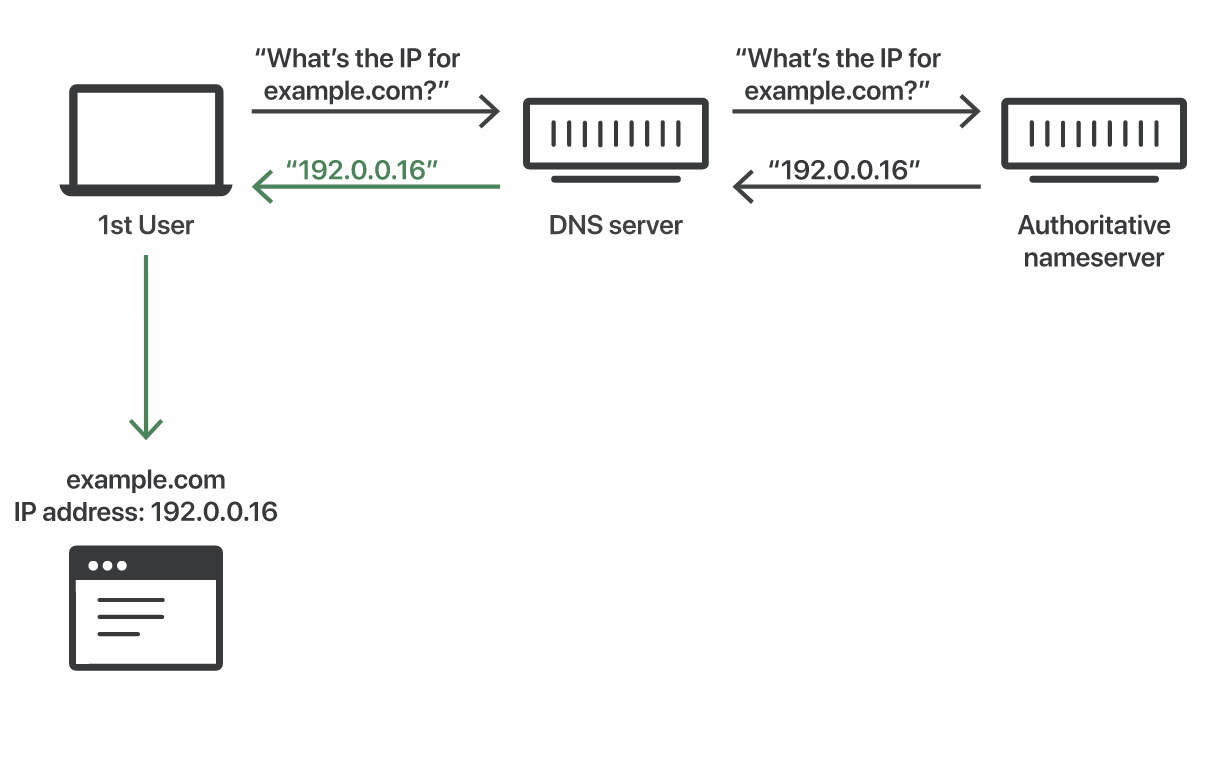 “What’s the IP for
example.com?”
“192.0.0.16”
1st User
“What’s the IP for
example.com?”
“192.0.0.16”
DNS server
Authoritative
nameserver
example.com
IP address: 192.0.0.16